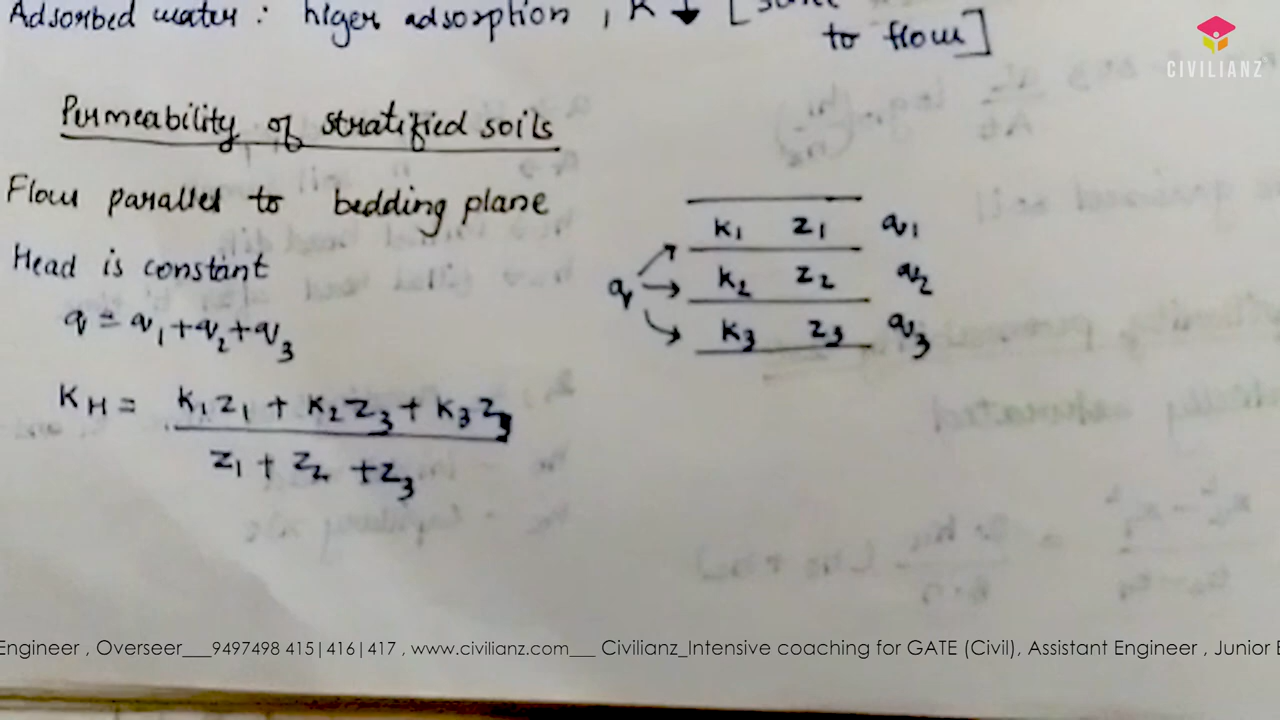 Adsorbed water : higer adsorption , K ↓ [
to flow]
CIVILIANZ
Permeability of stratified soils
Flow parallel to bedding plane
Head is constant
q = q1+q2+q3
KH = K1Z1 + K2Z3 + K3Z3
Z1 + Z2 +Z3
K1 Z1 q1
q K2 Z2 q2
K3 Z3 q3
Engineer , Overseer___9497498 415|416|417 , www.civilianz.com___ Civilianz_Intensive coaching for GATE (Civil), Assistant Engineer , Junior E